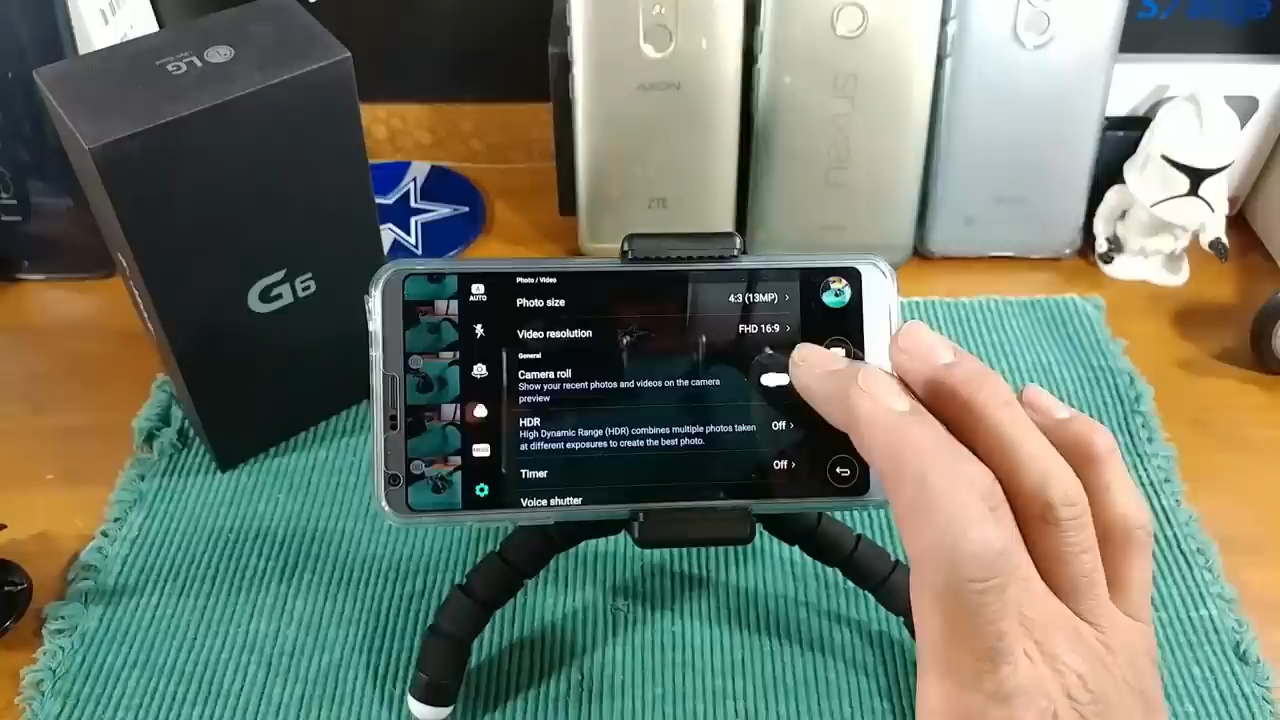 LG
G6
AXON
ZTE
AUTO
Photo / Video
Photo size
4:3 (13MP) >
Video resolution
FHD 16:9 >
General
Camera roll
Show your recent photos and videos on the camera
preview
HDR
High Dynamic Range (HDR) combines multiple photos taken
at different exposures to create the best photo.
Off >
Timer
Off >
Voice shutter